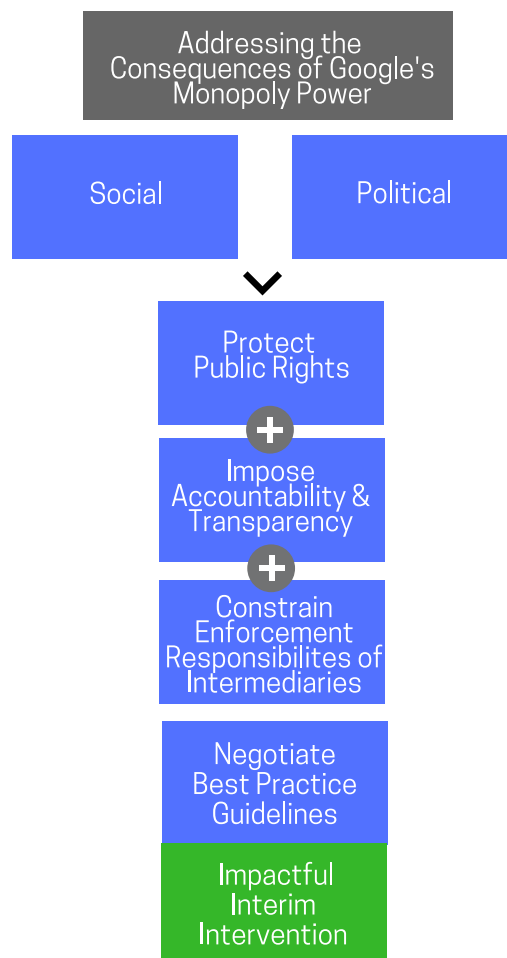 Addressing the
Consequences of Google's
Monopoly Power
Social
Political
Protect
Public Rights
Impose
Accountability &
Transparency
Constrain
Enforcement
Responsibilites of
Intermediaries
Negotiate
Best Practice
Guidelines
Impactful
Interim
Intervention